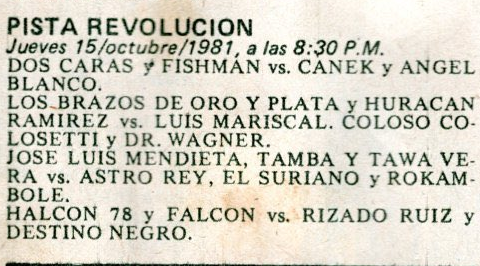 PISTA REVOLUCION
Jueves 15/octubre/1981, a las 8:30 P.M.
DOS CARAS y FISHMAN vs. CANEK y ANGEL
BLANCO.
LOS BRAZOS DE ORO Y PLATA y HURACAN
RAMIREZ vs. LUIS MARISCAL. COLOSO CO-
LOSETTI y DR. WAGNER.
JOSE LUIS MENDIETA, TAMBA Y TAWA VE-
RA vs. ASTRO REY, EL SURIANO y ROKAM-
BOLE.
HALCON 78 y FALCON vs. RIZADO RUIZ y
DESTINO NEGRO.